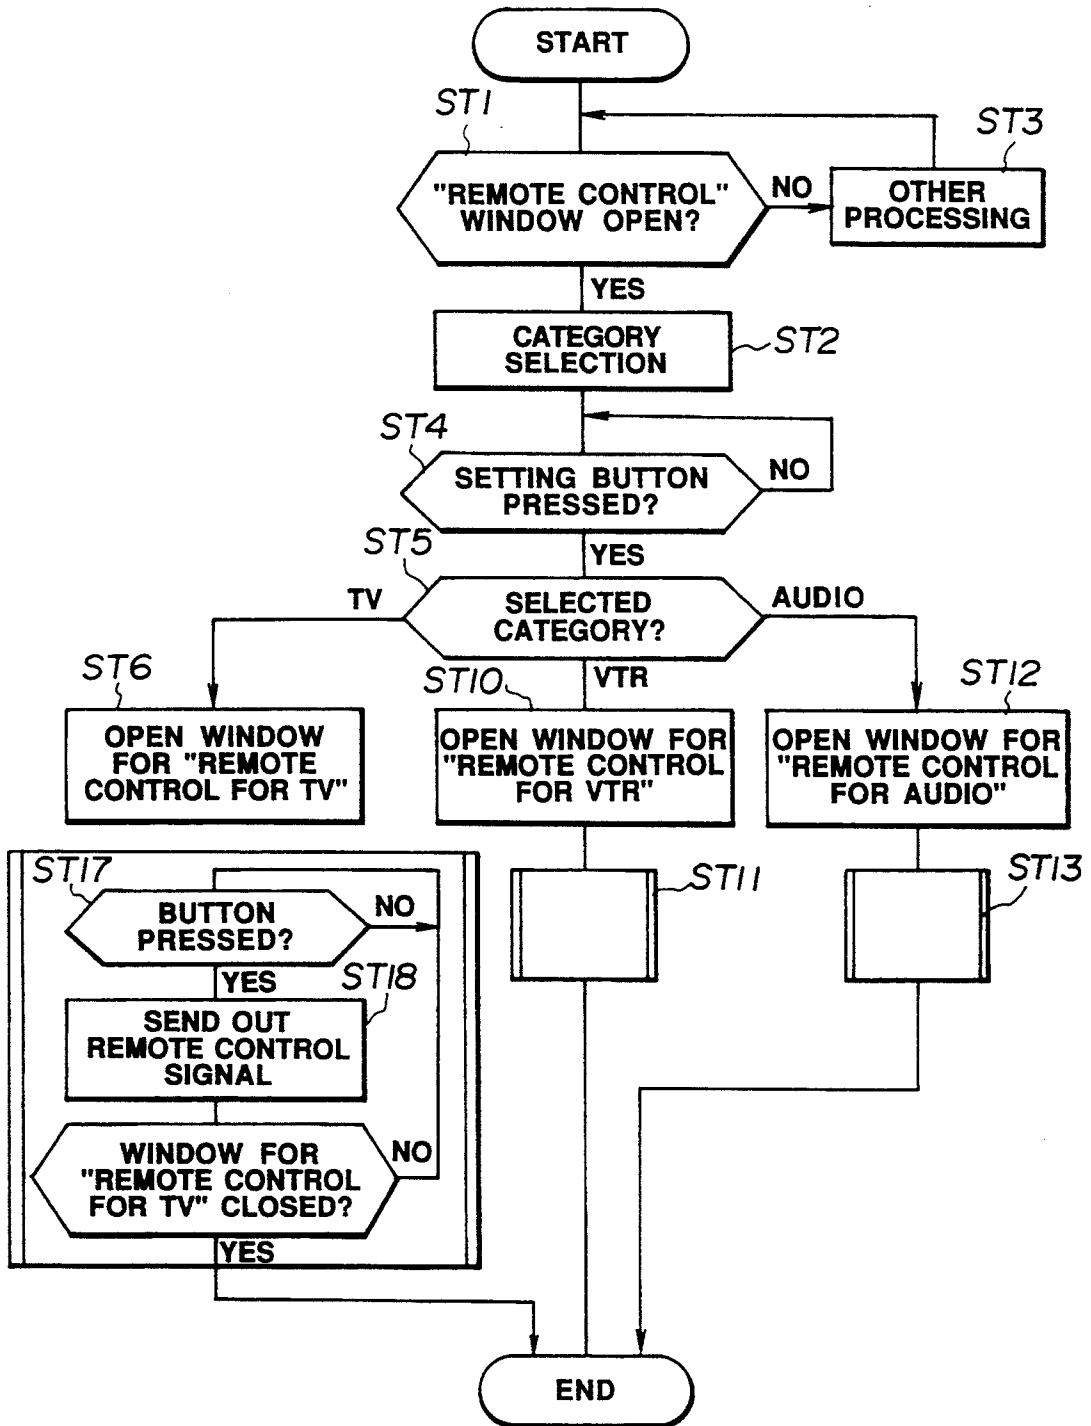 START
ST1
ST3
"REMOTE CONTROL"
WINDOW OPEN?
NO
OTHER
PROCESSING
YES
CATEGORY
SELECTION
ST2
ST4
SETTING BUTTON
PRESSED?
NO
YES
ST5
TV
SELECTED
CATEGORY?
AUDIO
VTR
ST6
OPEN WINDOW
FOR "REMOTE
CONTROL FOR TV"
ST10
OPEN WINDOW FOR
"REMOTE CONTROL
FOR VTR"
ST12
OPEN WINDOW FOR
"REMOTE CONTROL
FOR AUDIO"
ST17
BUTTON
PRESSED?
NO
YES
ST18
SEND OUT
REMOTE CONTROL
SIGNAL
WINDOW FOR
"REMOTE CONTROL
FOR TV" CLOSED?
NO
YES
ST11
ST13
END